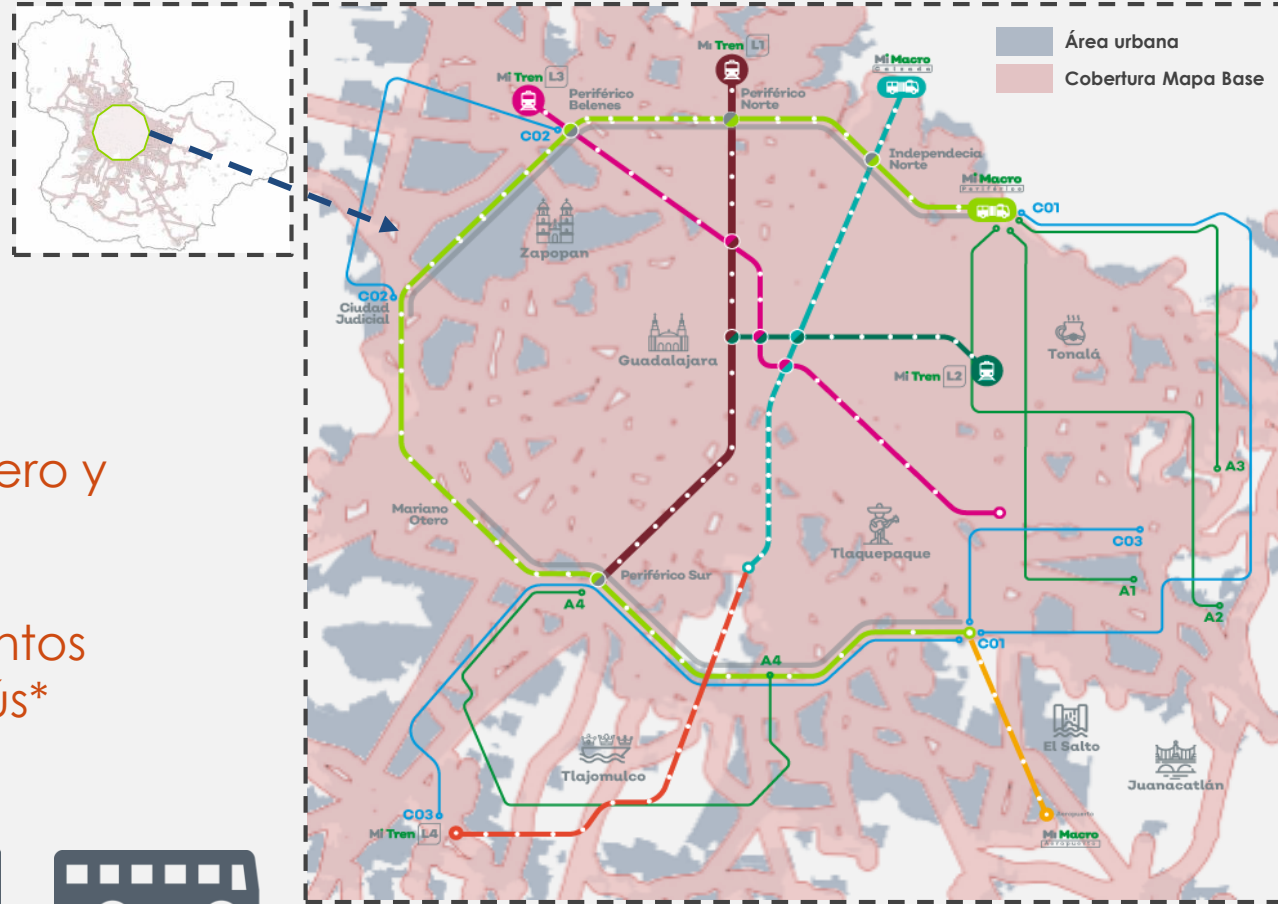 ero y
ntos
ús*
Área urbana
Cobertura Mapa Base
Mi Tren L1
Mi Tren L3
Mi Macro
Calzada
Periférico
Belenes
Periférico
Norte
C02
Independecia
Norte
Mi Macro
Periférico
C01
Zapopan
C02
Ciudad
Judicial
Guadalajara
Tonalá
Mi Tren L2
A3
Mariano
Otero
Tlaquepaque
C03
Periférico Sur
A1
A4
A2
C01
A4
El Salto
Tlajomulco
Juanacatlán
C03
Aeropuerto
Mi Tren L4
Mi Macro
Aeropuerto